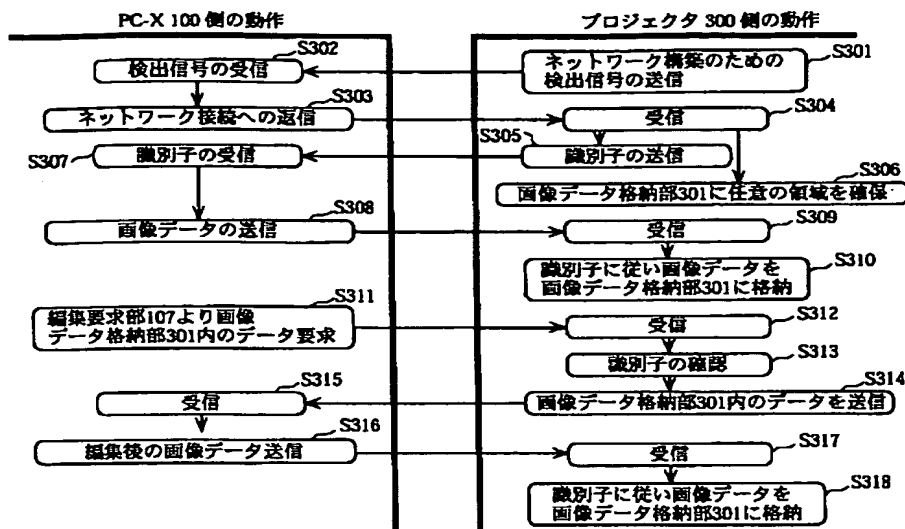 PC-X 100 側の動作
プロジェクタ 300 側の動作
S301
ネットワーク構築のための
検出信号の送信
S302
検出信号の受信
S303
ネットワーク接続への返信
S304
受信
S305
識別子の送信
S306
画像データ格納部301に任意の領域を確保
S307
識別子の受信
S308
画像データの送信
S309
受信
S310
識別子に従い画像データを
画像データ格納部301に格納
S311
編集要求部107より画像
データ格納部301内のデータ要求
S312
受信
S313
識別子の確認
S314
画像データ格納部301内のデータを送信
S315
受信
S316
編集後の画像データ送信
S317
受信
S318
識別子に従い画像データを
画像データ格納部301に格納